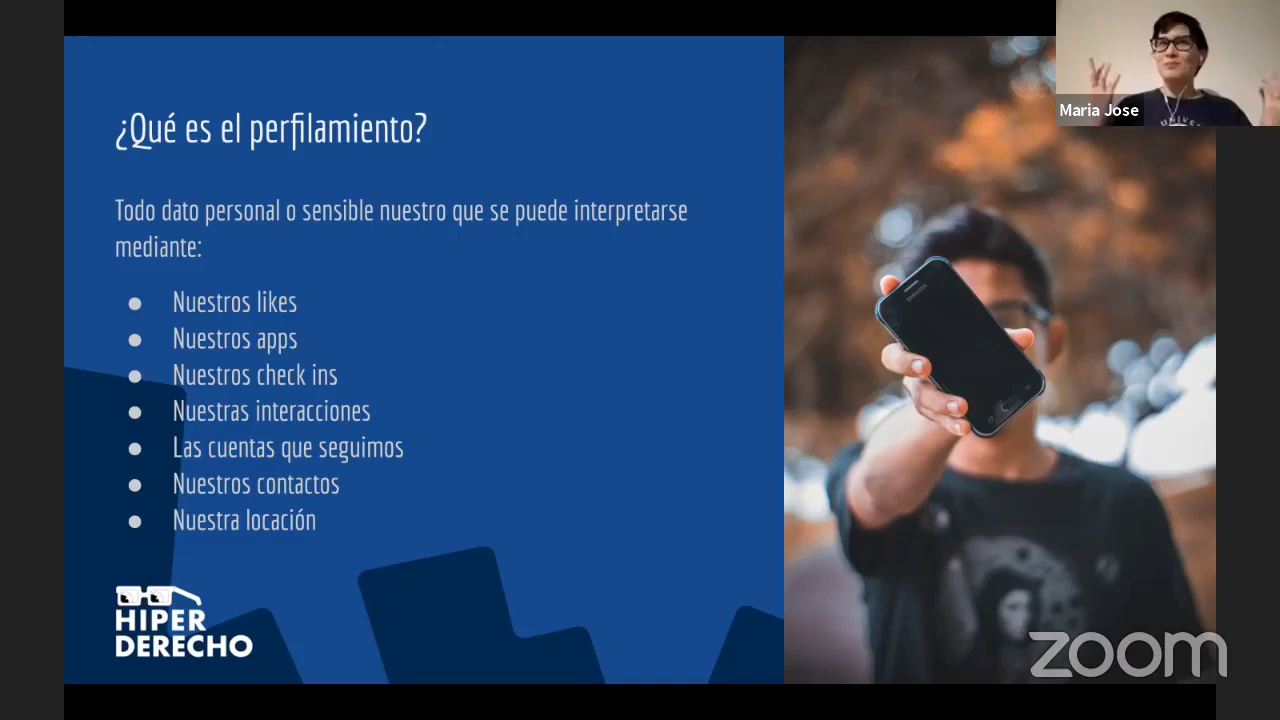 ¿Qué es el perfilamiento?
Todo dato personal o sensible nuestro que se puede interpretarse
mediante:
● Nuestros likes
● Nuestros apps
● Nuestros check ins
● Nuestras interacciones
● Las cuentas que seguimos
● Nuestros contactos
● Nuestra locación
HIPER
DERECHO
Maria Jose
SAMSUNG
zoom